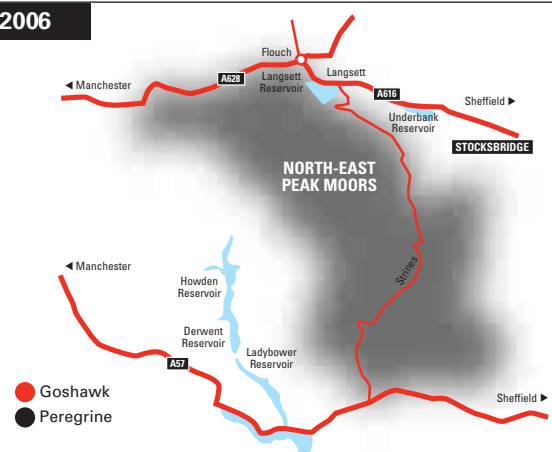 2006
Flouch
Langsett
Reservoir
Langsett
◀ Manchester
A628
A616
Sheffield ▶
Underbank
Reservoir
STOCKSBRIDGE
NORTH-EAST
PEAK MOORS
Strines
◀ Manchester
Howden
Reservoir
Derwent
Reservoir
Ladybower
Reservoir
A57
Goshawk
Peregrine
Sheffield ▶